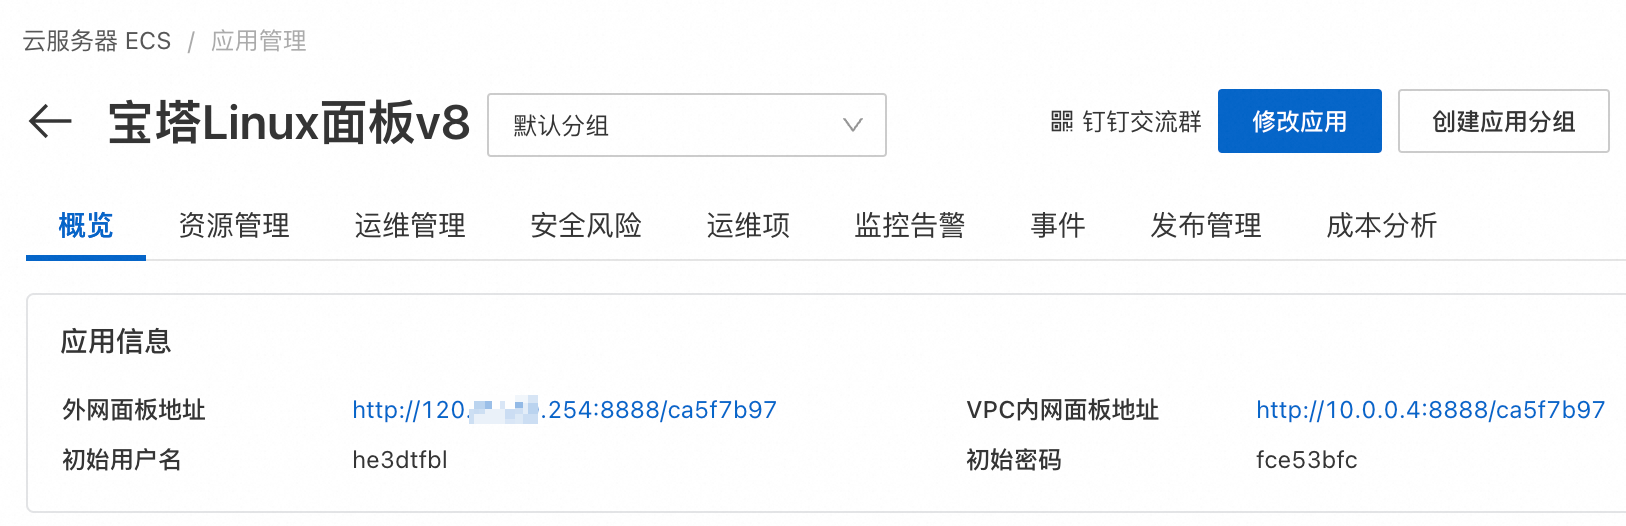 云服务器 ECS / 应用管理
宝塔Linux面板v8 默认分组 钉钉交流群 修改应用 创建应用分组
概览 资源管理 运维管理 安全风险 运维项 监控告警 事件 发布管理 成本分析
应用信息
外网面板地址 http://120. .254:8888/ca5f7b97 VPC内网面板地址 http://10.0.0.4:8888/ca5f7b97
初始用户名 he3dtfbl 初始密码 fce53bfc